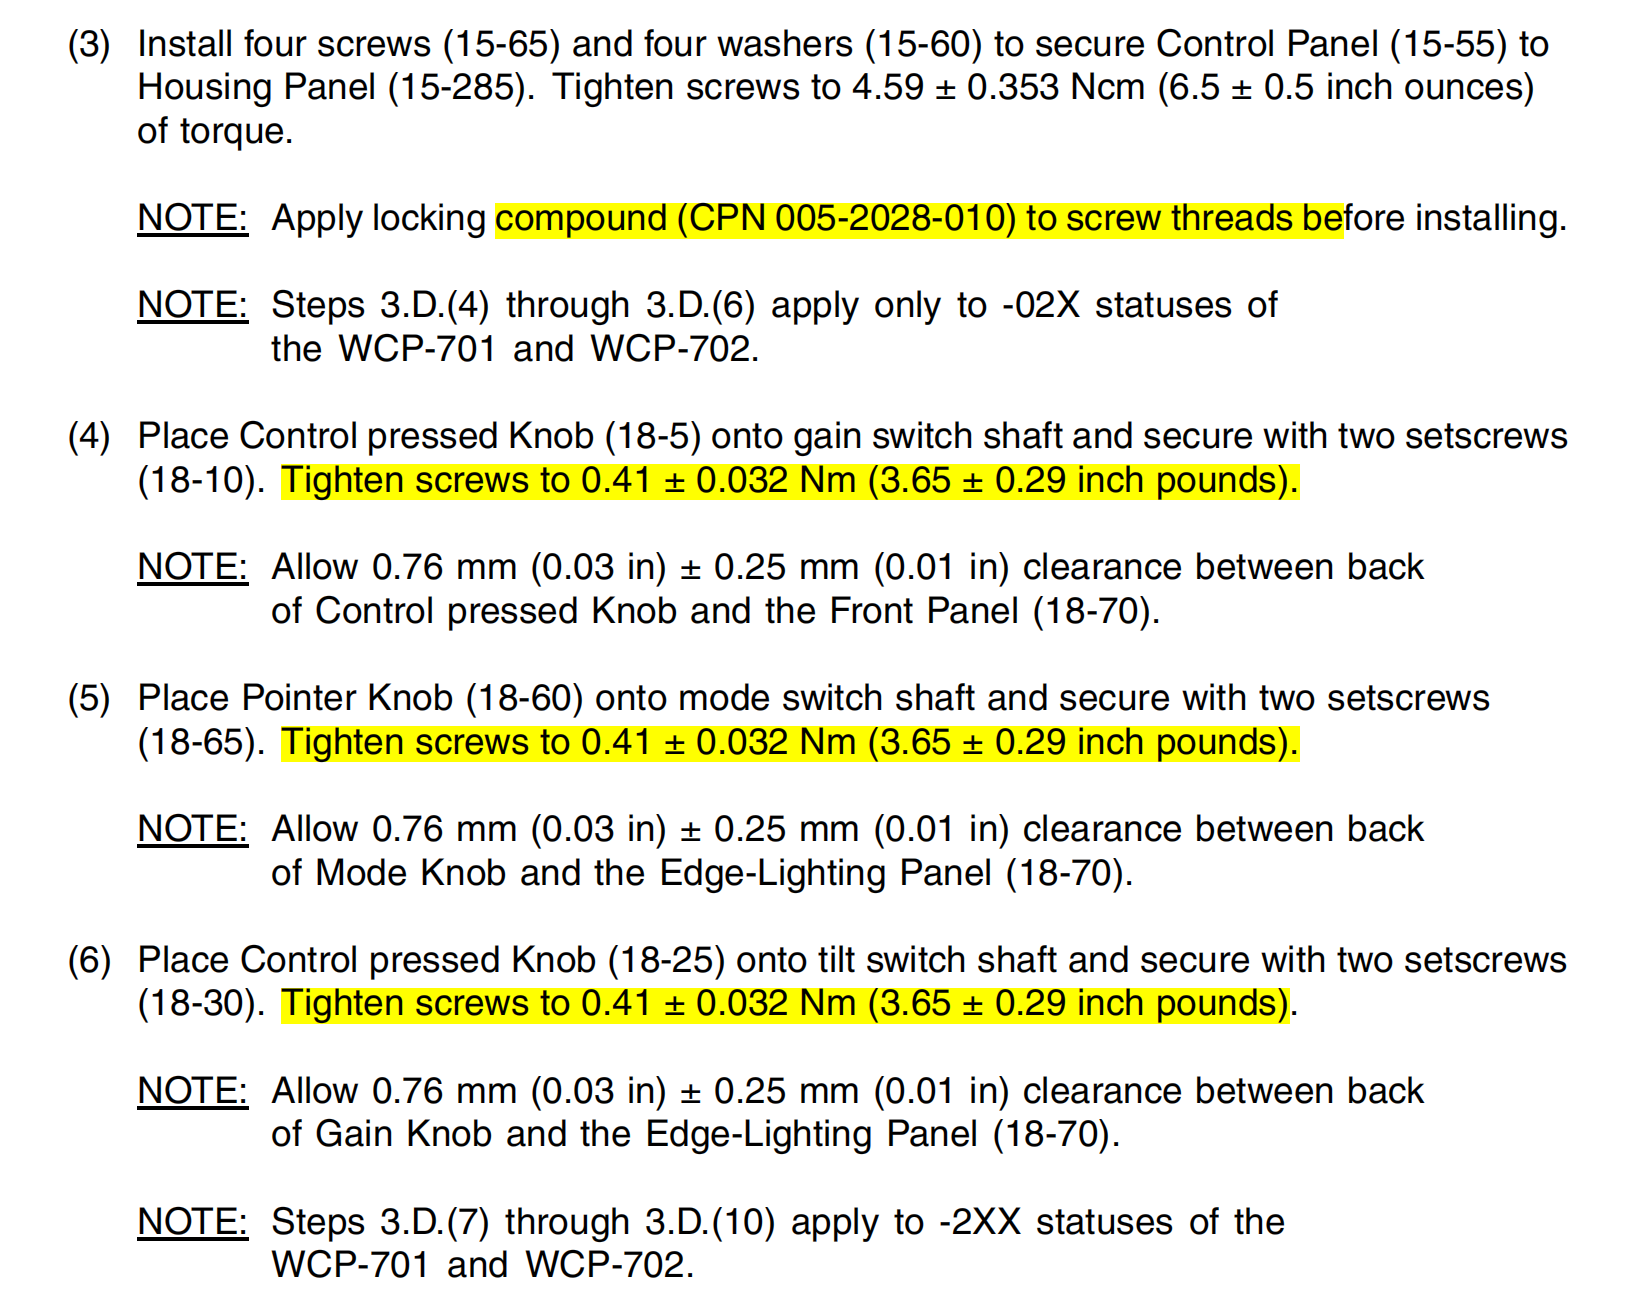 (3) Install four screws (15-65) and four washers (15-60) to secure Control Panel (15-55) to
Housing Panel (15-285). Tighten screws to 4.59 ± 0.353 Ncm (6.5 ± 0.5 inch ounces)
of torque.
NOTE: Apply locking compound (CPN 005-2028-010) to screw threads before installing.
NOTE: Steps 3.D.(4) through 3.D.(6) apply only to -02X statuses of
the WCP-701 and WCP-702.
(4) Place Control pressed Knob (18-5) onto gain switch shaft and secure with two setscrews
(18-10). Tighten screws to 0.41 ± 0.032 Nm (3.65 ± 0.29 inch pounds).
NOTE: Allow 0.76 mm (0.03 in) ± 0.25 mm (0.01 in) clearance between back
of Control pressed Knob and the Front Panel (18-70).
(5) Place Pointer Knob (18-60) onto mode switch shaft and secure with two setscrews
(18-65). Tighten screws to 0.41 ± 0.032 Nm (3.65 ± 0.29 inch pounds).
NOTE: Allow 0.76 mm (0.03 in) ± 0.25 mm (0.01 in) clearance between back
of Mode Knob and the Edge-Lighting Panel (18-70).
(6) Place Control pressed Knob (18-25) onto tilt switch shaft and secure with two setscrews
(18-30). Tighten screws to 0.41 ± 0.032 Nm (3.65 ± 0.29 inch pounds).
NOTE: Allow 0.76 mm (0.03 in) ± 0.25 mm (0.01 in) clearance between back
of Gain Knob and the Edge-Lighting Panel (18-70).
NOTE: Steps 3.D.(7) through 3.D.(10) apply to -2XX statuses of the
WCP-701 and WCP-702.